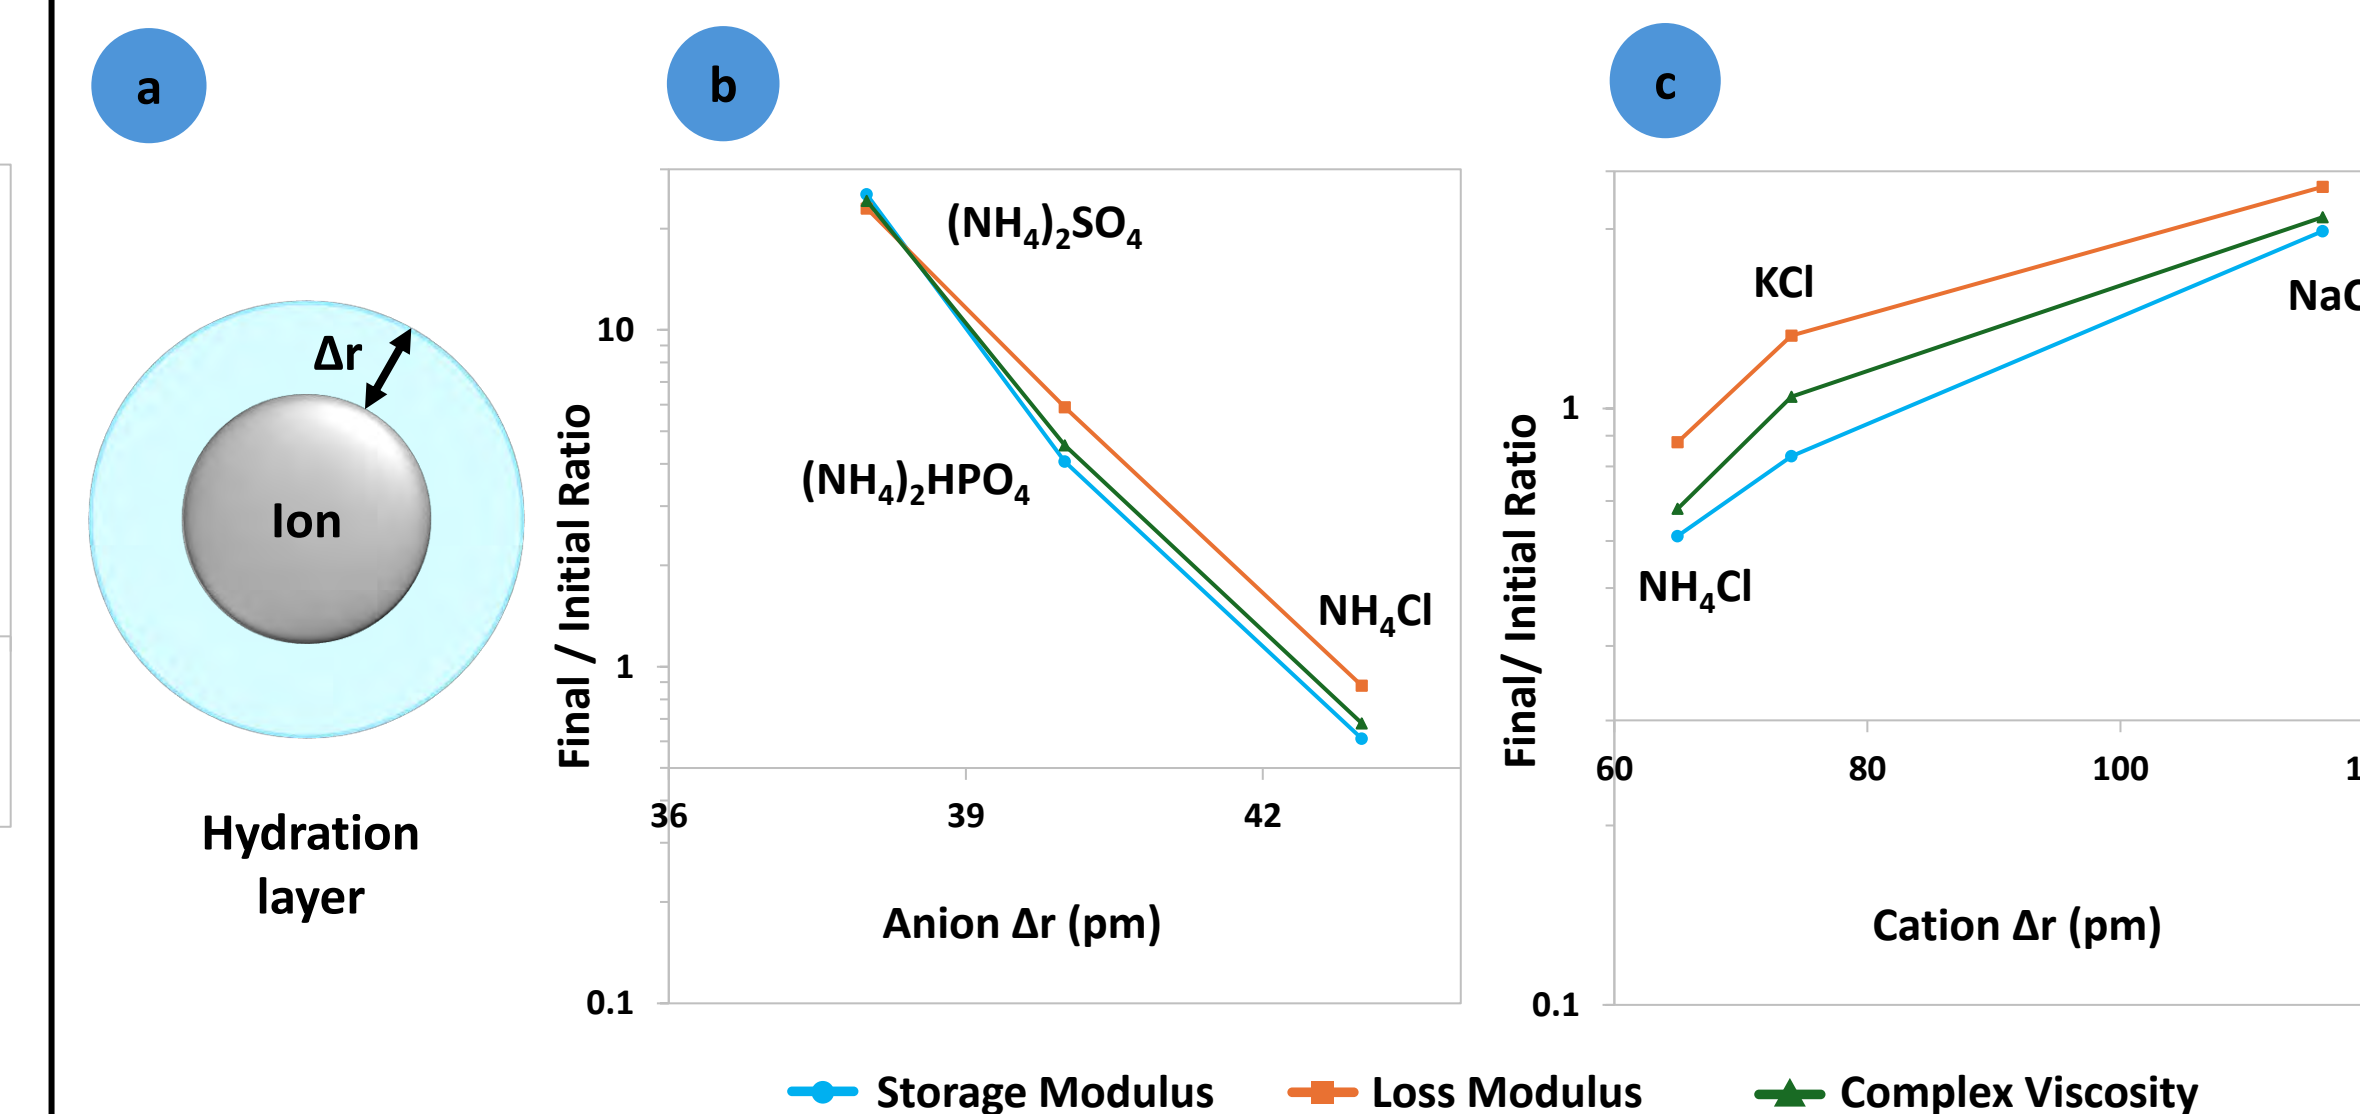 a
Δr
Ion
Hydration
layer
b
Final / Initial Ratio
10
1
0.1
(NH₄)₂SO₄
(NH₄)₂HPO₄
NH₄Cl
36
39
42
Anion Δr (pm)
c
Final/ Initial Ratio
1
0.1
KCl
NaC
NH₄Cl
60
80
100
1
Cation Δr (pm)
Storage Modulus
Loss Modulus
Complex Viscosity